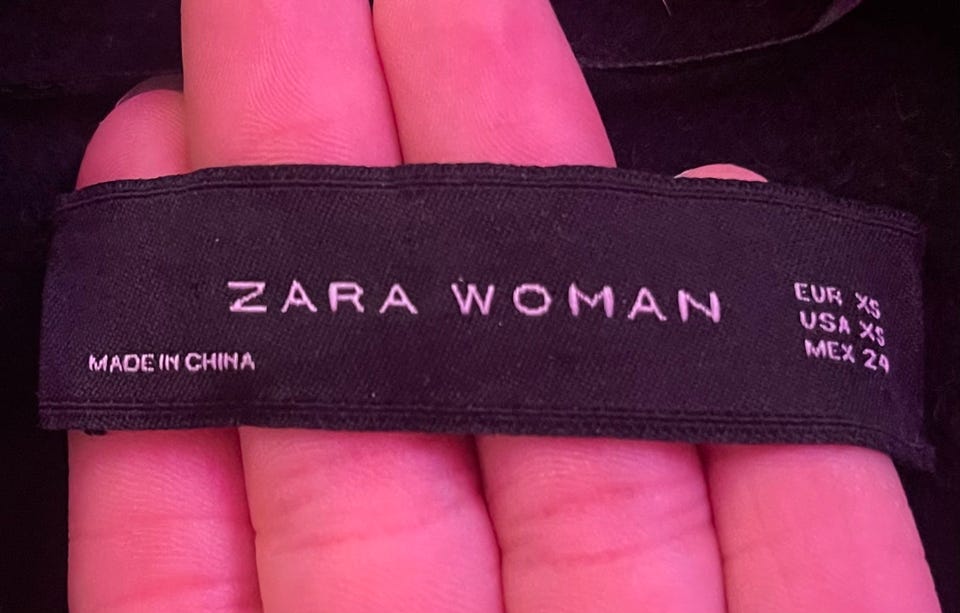 ZARA WOMAN
MADE IN CHINA
EUR XS
USA XS
MEX 24